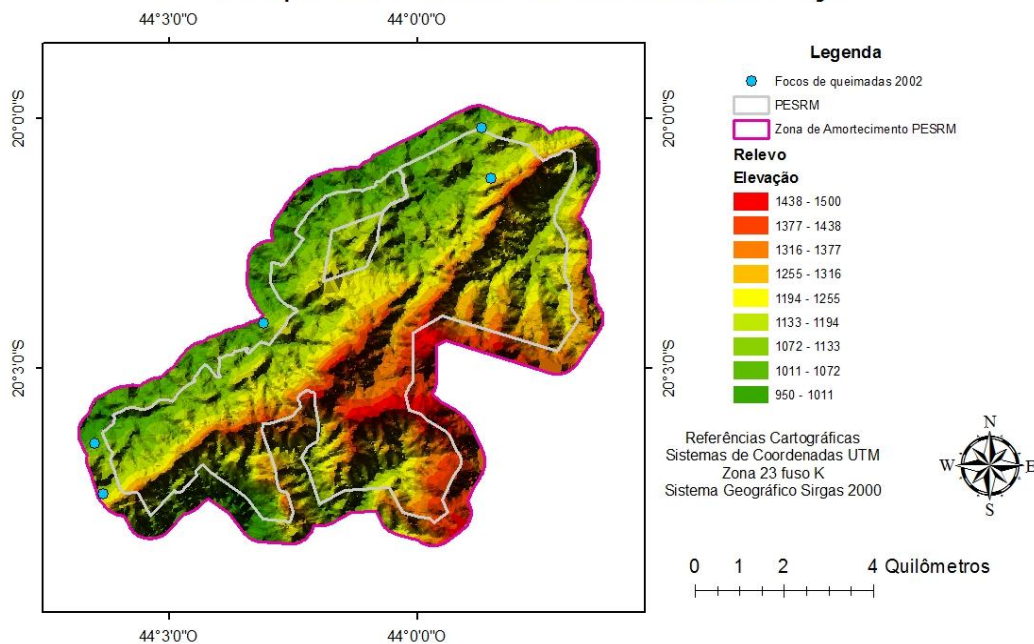 44°3'0"O 44°0'0"O
20°0'0"S
20°3'0"S
20°0'0"S
20°3'0"S
44°3'0"O 44°0'0"O
Legenda
Focos de queimadas 2002
PESRM
Zona de Amortecimento PESRM
Relevo
Elevação
1438 - 1500
1377 - 1438
1316 - 1377
1255 - 1316
1194 - 1255
1133 - 1194
1072 - 1133
1011 - 1072
950 - 1011
Referências Cartográficas
Sistemas de Coordenadas UTM
Zona 23 fuso K
Sistema Geográfico Sirgas 2000
N
W E
S
0 1 2 4 Quilômetros